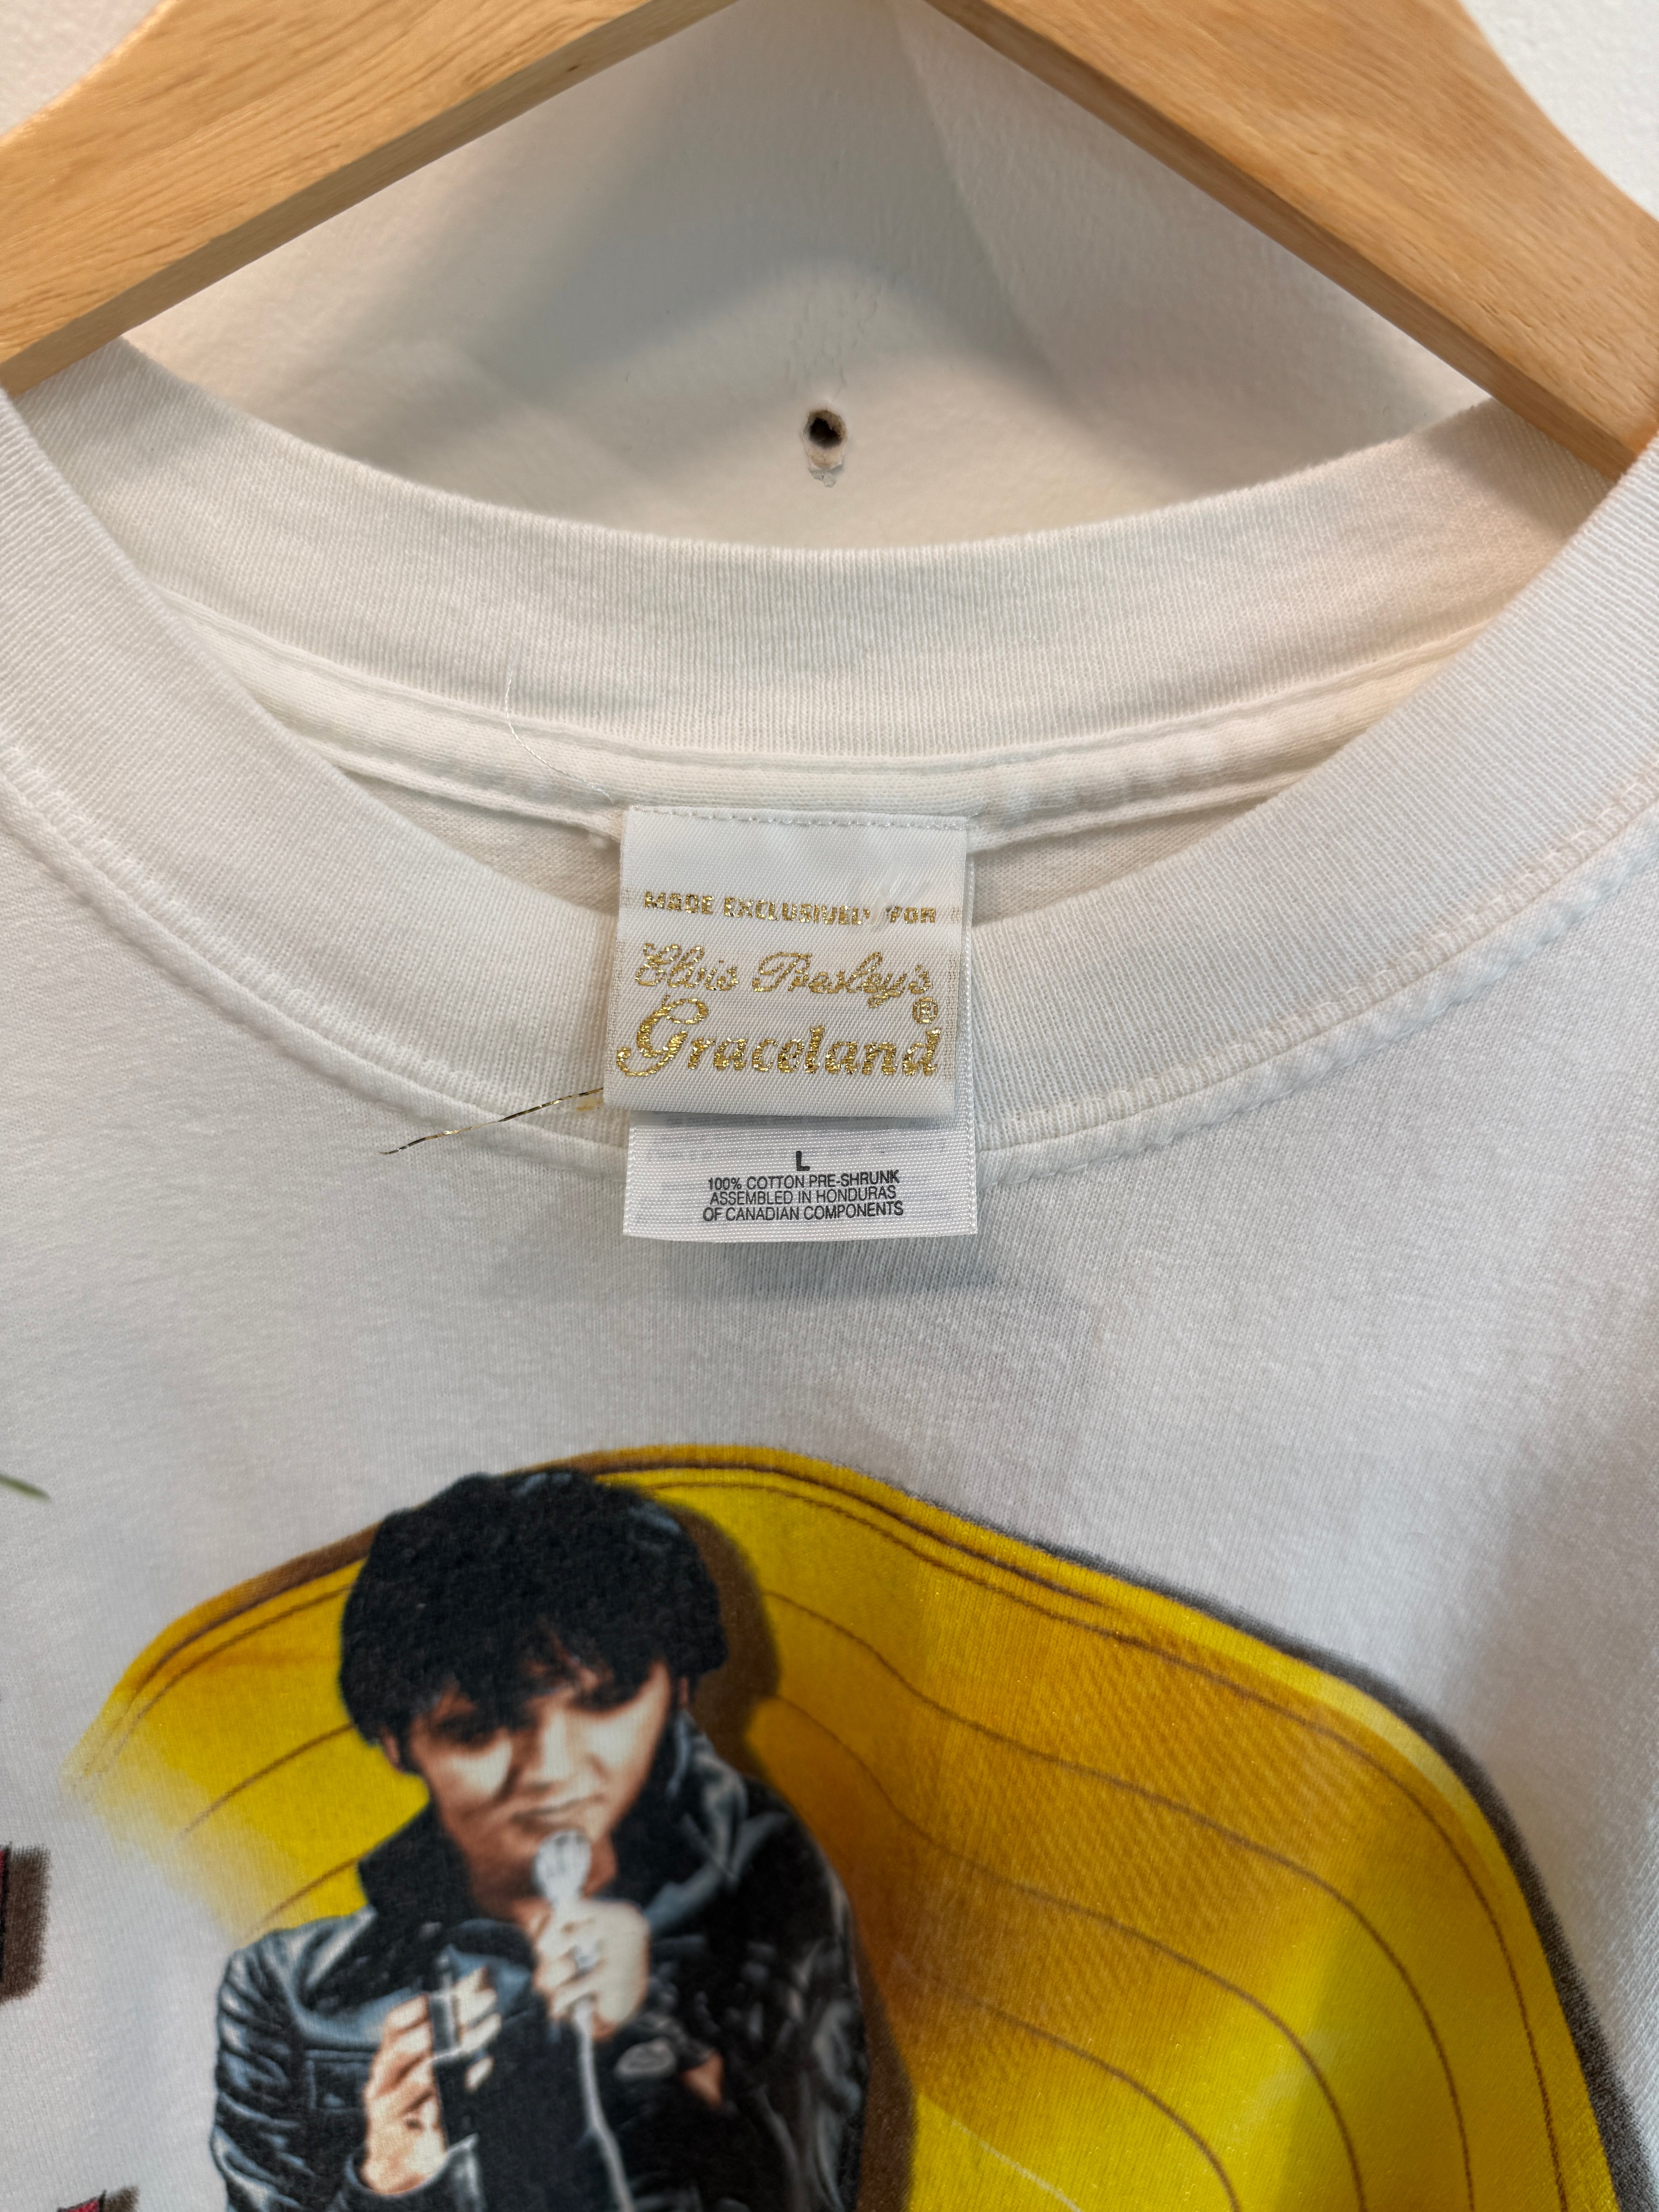 MADE EXCLUSIVELY FOR
Elvis Presley's
Graceland®
L
100% COTTON PRE-SHRUNK
ASSEMBLED IN HONDURAS
OF CANADIAN COMPONENTS